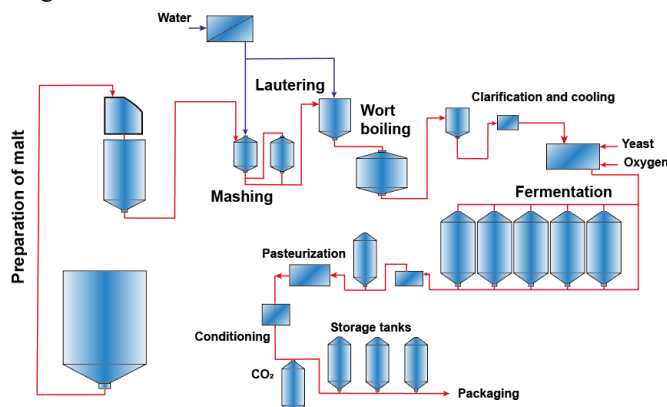 Water
Lautering
Wort
boiling
Clarification and cooling
Yeast
Oxygen
Preparation of malt
Mashing
Fermentation
Pasteurization
Conditioning
Storage tanks
CO₂
Packaging